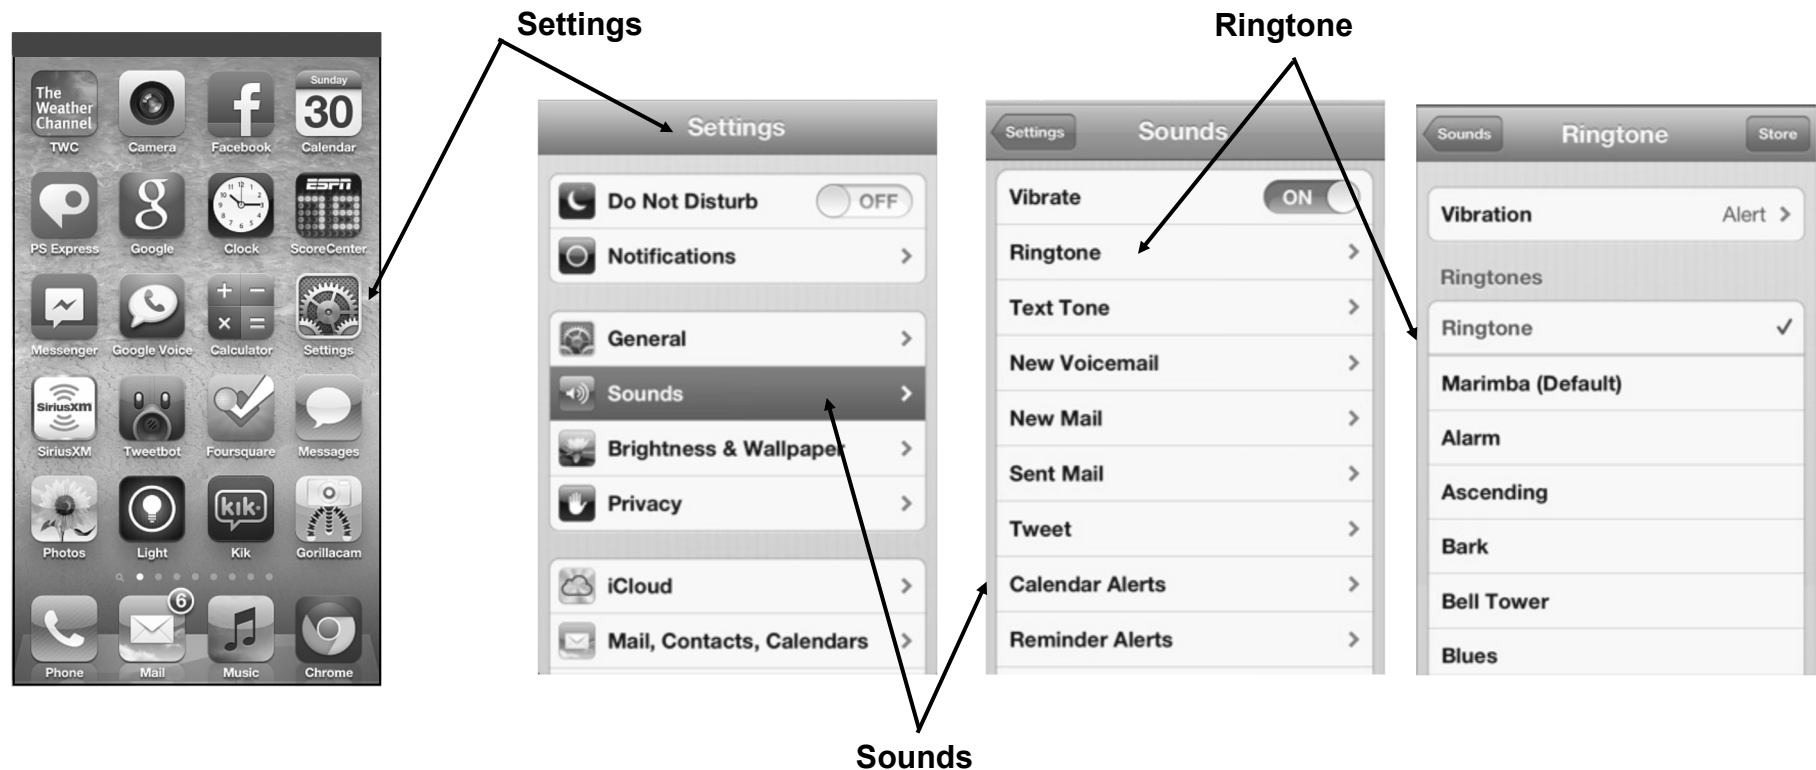 Settings
Ringtone
The
Weather
Channel
Sunday
30
TWC
Camera
Facebook
Calendar
ESPN
PS Express
Google
Clock
ScoreCenter
Messenger
Google Voice
Calculator
Settings
SiriusXM
SiriusXM
Tweetbot
Foursquare
Messages
kik·
Photos
Light
Kik
Gorillacam
6
Phone
Mail
Music
Chrome
Settings
Do Not Disturb OFF
Notifications
General
Sounds
Brightness & Wallpaper
Privacy
iCloud
Mail, Contacts, Calendars
Settings Sounds
Vibrate ON
Ringtone
Text Tone
New Voicemail
New Mail
Sent Mail
Tweet
Calendar Alerts
Reminder Alerts
Sounds Ringtone Store
Vibration Alert
Ringtones
Ringtone
Marimba (Default)
Alarm
Ascending
Bark
Bell Tower
Blues
Sounds